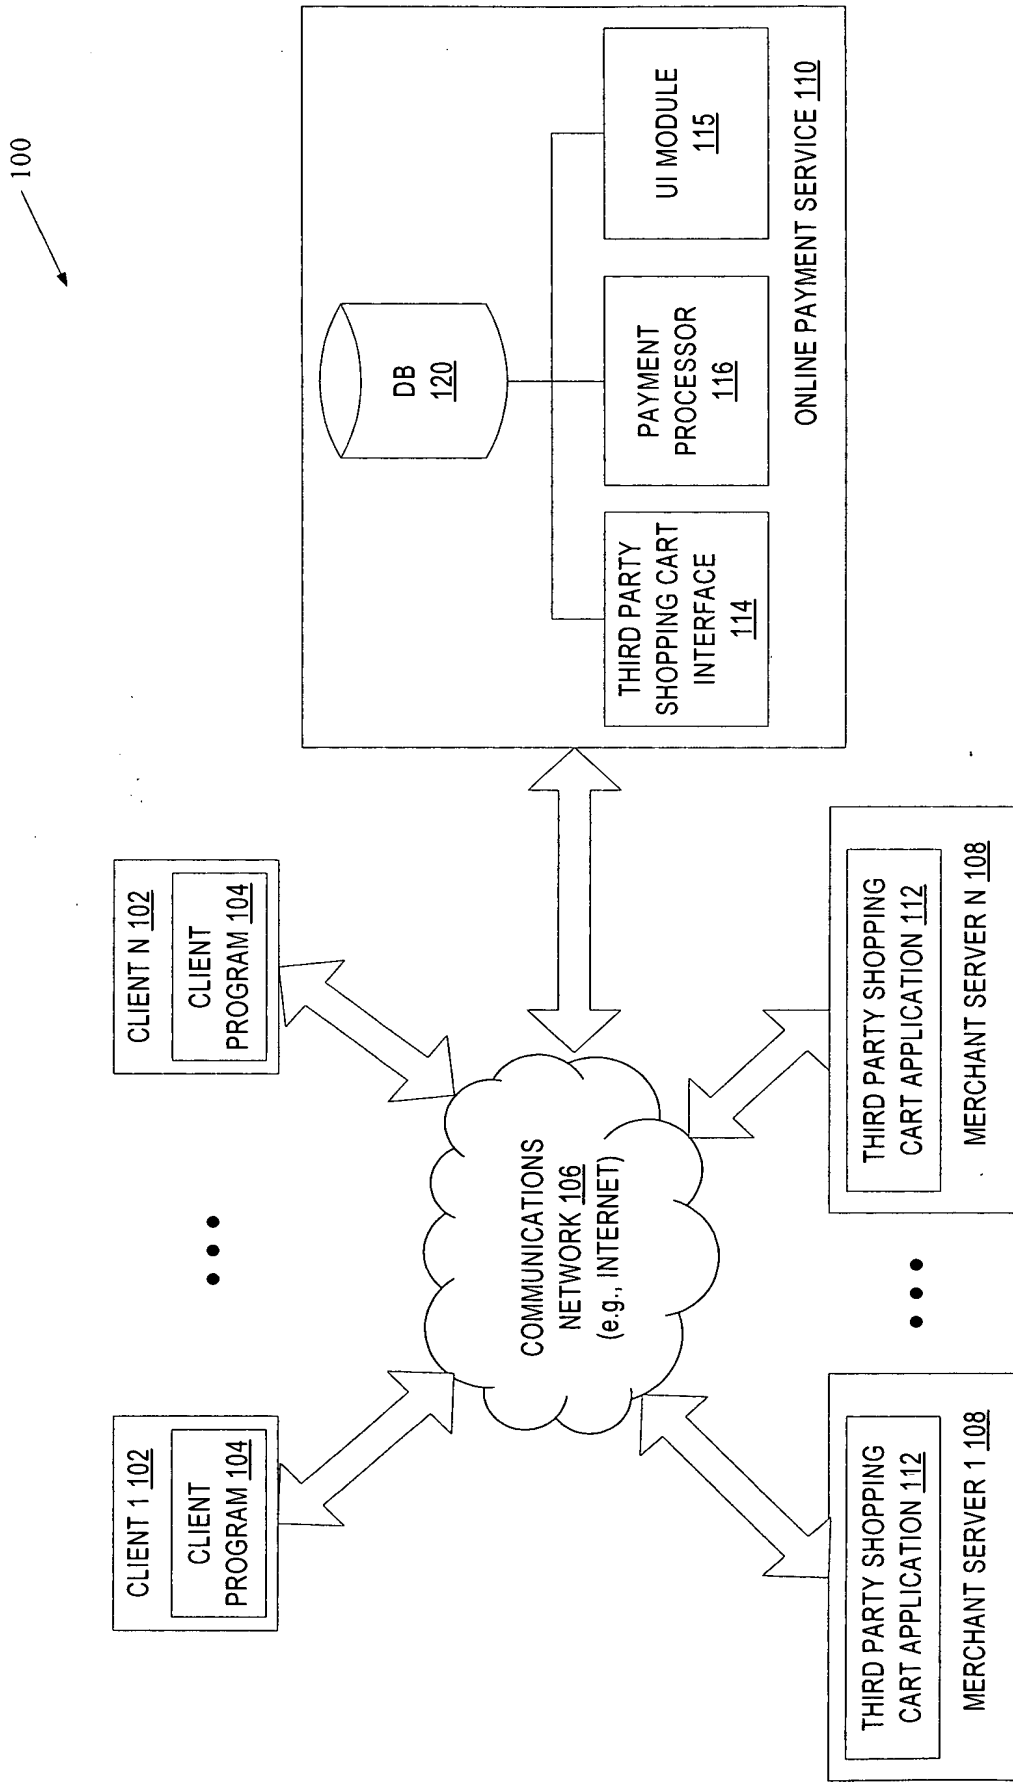 100
CLIENT 1 102
CLIENT
PROGRAM 104
CLIENT N 102
CLIENT
PROGRAM 104
COMMUNICATIONS
NETWORK 106
(e.g., INTERNET)
THIRD PARTY SHOPPING
CART APPLICATION 112
MERCHANT SERVER 1 108
THIRD PARTY SHOPPING
CART APPLICATION 112
MERCHANT SERVER N 108
DB
120
THIRD PARTY
SHOPPING CART
INTERFACE
114
PAYMENT
PROCESSOR
116
UI MODULE
115
ONLINE PAYMENT SERVICE 110